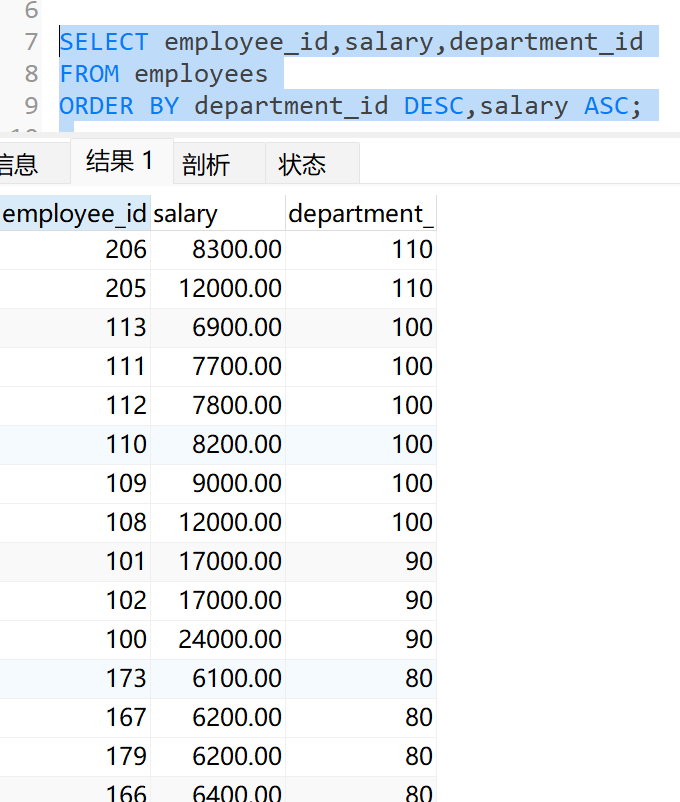 6
7 SELECT employee_id,salary,department_id
8 FROM employees
9 ORDER BY department_id DESC,salary ASC;
信息 结果 1 剖析 状态
employee_id salary department_
206 8300.00 110
205 12000.00 110
113 6900.00 100
111 7700.00 100
112 7800.00 100
110 8200.00 100
109 9000.00 100
108 12000.00 100
101 17000.00 90
102 17000.00 90
100 24000.00 90
173 6100.00 80
167 6200.00 80
179 6200.00 80
166 6400.00 80